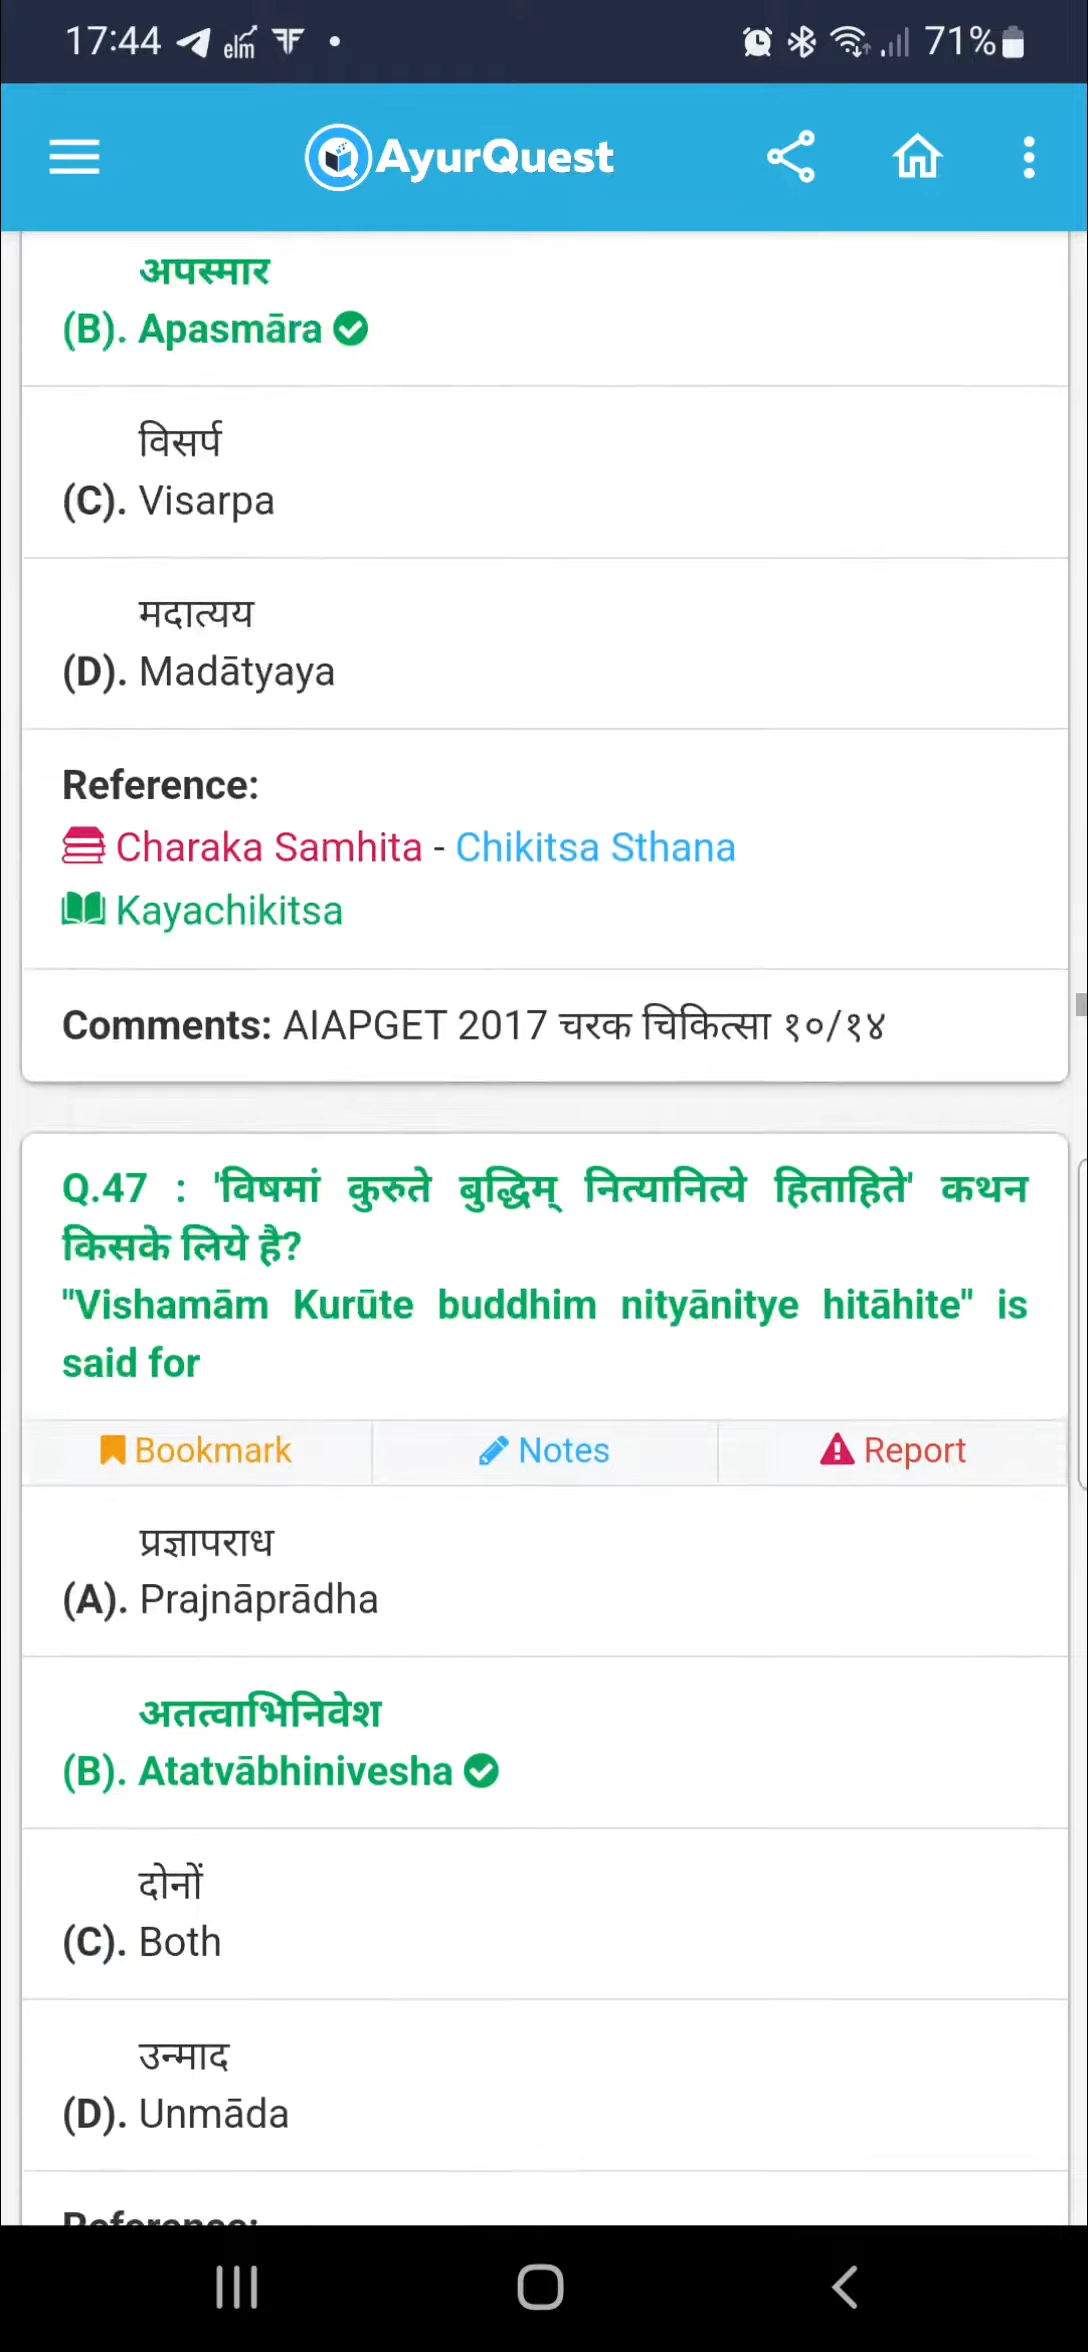 17:44 elm • 71%
AyurQuest
अपस्मार
(B). Apasmāra
विसर्प
(C). Visarpa
मदात्यय
(D). Madātyaya
Reference:
Charaka Samhita - Chikitsa Sthana
Kayachikitsa
Comments: AIAPGET 2017 चरक चिकित्सा १०/१४
Q.47 : 'विषमां कुरुते बुद्धिम् नित्यानित्ये हिताहिते' कथन
किसके लिये है?
"Vishamām Kurūte buddhim nityānitye hitāhite" is
said for
Bookmark Notes Report
प्रज्ञापराध
(A). Prajnāprādha
अतत्वाभिनिवेश
(B). Atatvābhinivesha
दोनों
(C). Both
उन्माद
(D). Unmāda
Reference: